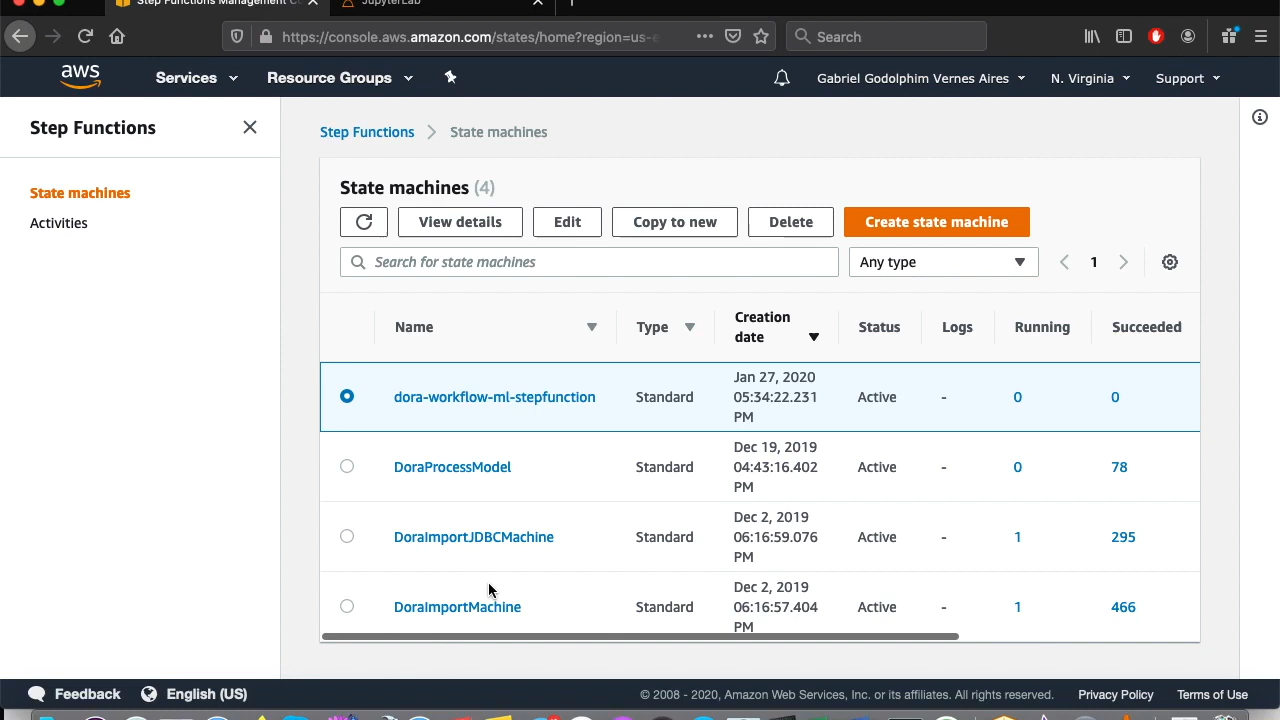 Step Functions Management C
JupyterLab
https://console.aws.amazon.com/states/home?region=us-e
Search
aws
Services
Resource Groups
Gabriel Godolphim Vernes Aires
N. Virginia
Support
Step Functions
State machines
Activities
Step Functions > State machines
State machines (4)
View details
Edit
Copy to new
Delete
Create state machine
Search for state machines
Any type
1
Name Type Creation date Status Logs Running Succeeded
dora-workflow-ml-stepfunction Standard Jan 27, 2020 05:34:22.231 PM Active - 0 0
DoraProcessModel Standard Dec 19, 2019 04:43:16.402 PM Active - 0 78
DoraImportJDBCMachine Standard Dec 2, 2019 06:16:59.076 PM Active - 1 295
DoraImportMachine Standard Dec 2, 2019 06:16:57.404 PM Active - 1 466
Feedback
English (US)
© 2008 - 2020, Amazon Web Services, Inc. or its affiliates. All rights reserved.
Privacy Policy
Terms of Use